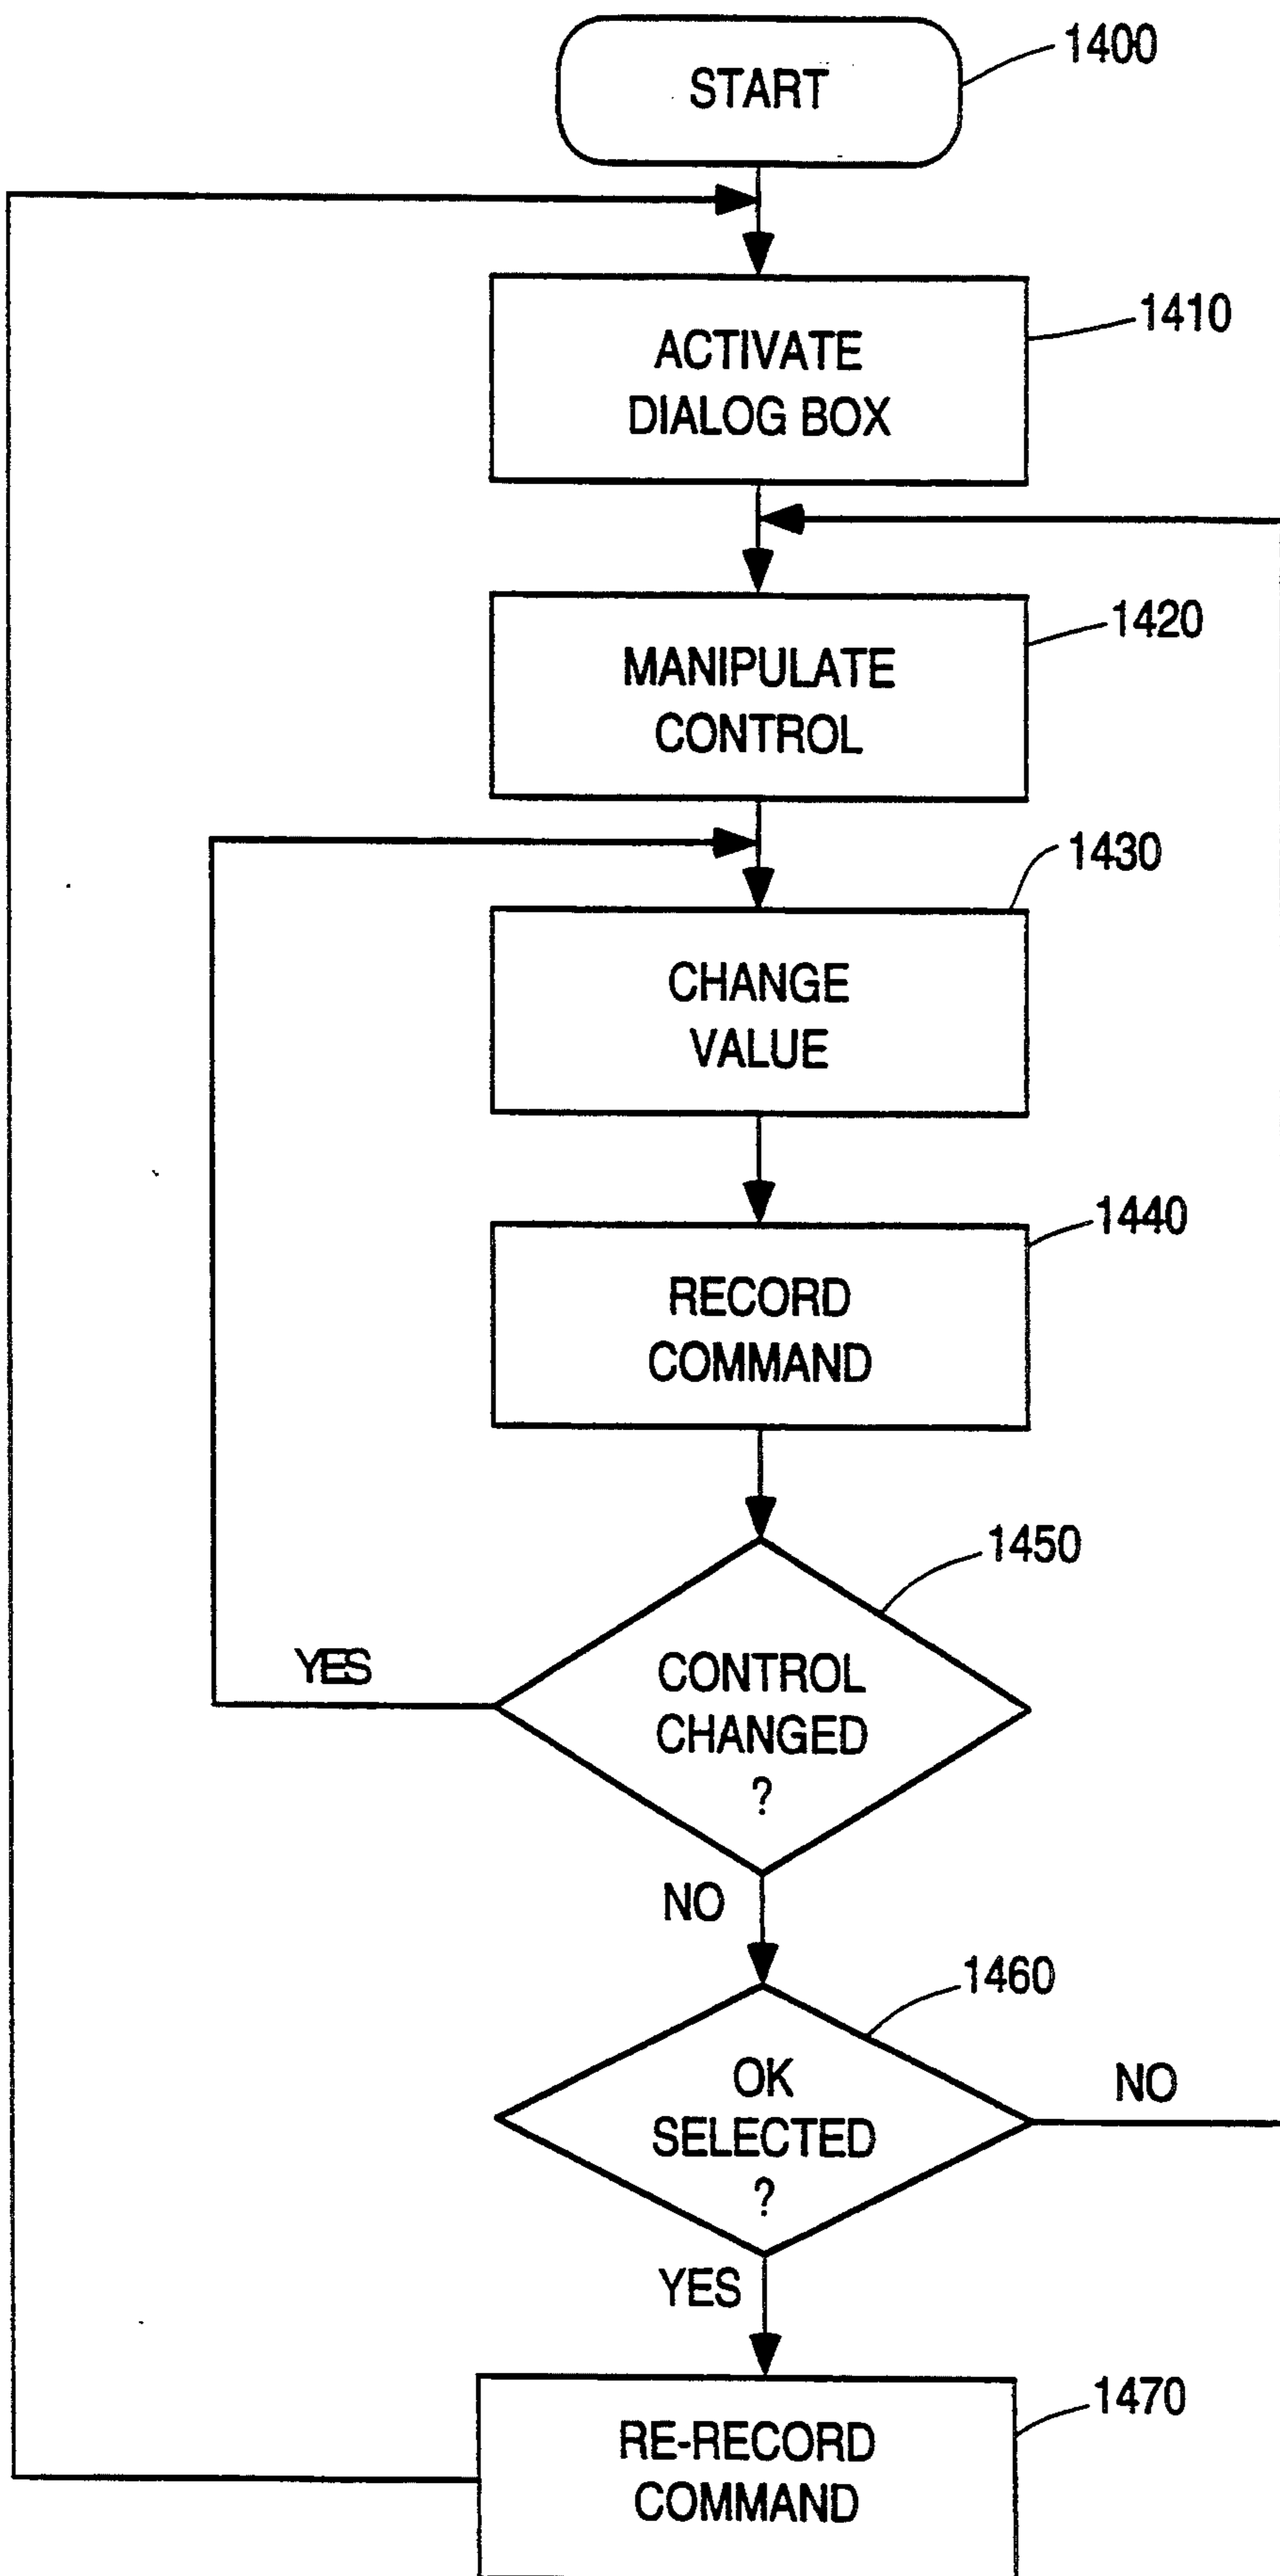 START
1400
ACTIVATE
DIALOG BOX
1410
MANIPULATE
CONTROL
1420
1430
CHANGE
VALUE
1440
RECORD
COMMAND
1450
YES
CONTROL
CHANGED
?
NO
1460
OK
SELECTED
?
NO
YES
1470
RE-RECORD
COMMAND